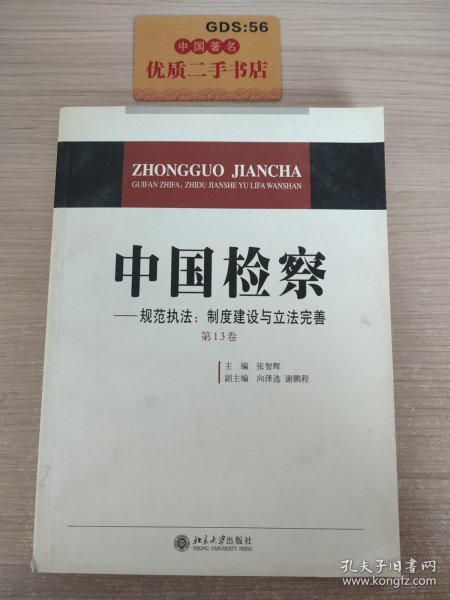 GDS:56
中国著名
优质二手书店
ZHONGGUO JIANCHA
GUIFAN ZHIFA: ZHIDU JIANSHE YU LIFA WANSHAN
中国检察
——规范执法：制度建设与立法完善
第13卷
主 编 张智辉
副主编 向泽选 谢鹏程
北京大学出版社
PEKING UNIVERSITY PRESS
孔夫子旧书网
www.kongfz.com